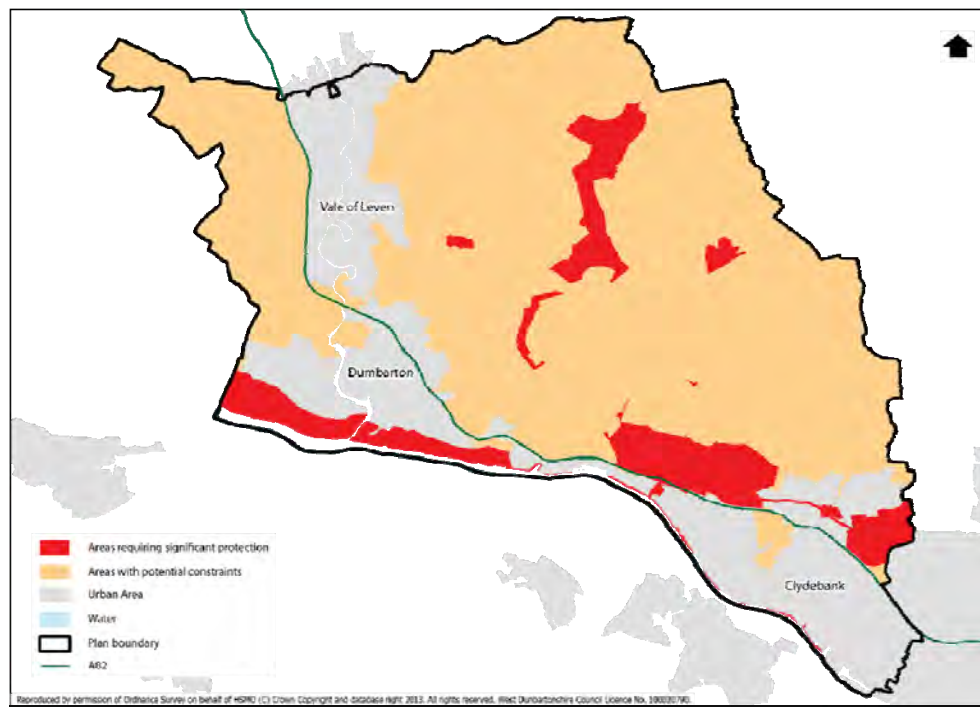 Vale of Leven
Dumbarton
Clydebank
Areas requiring significant protection
Areas with potential constraints
Urban Area
Water
Plan boundary
A82
Reproduced by permission of Ordnance Survey on behalf of HSMO (C) Crown Copyright and database right 2013. All rights reserved. West Dunbartonshire Council Licence No. 100020790.